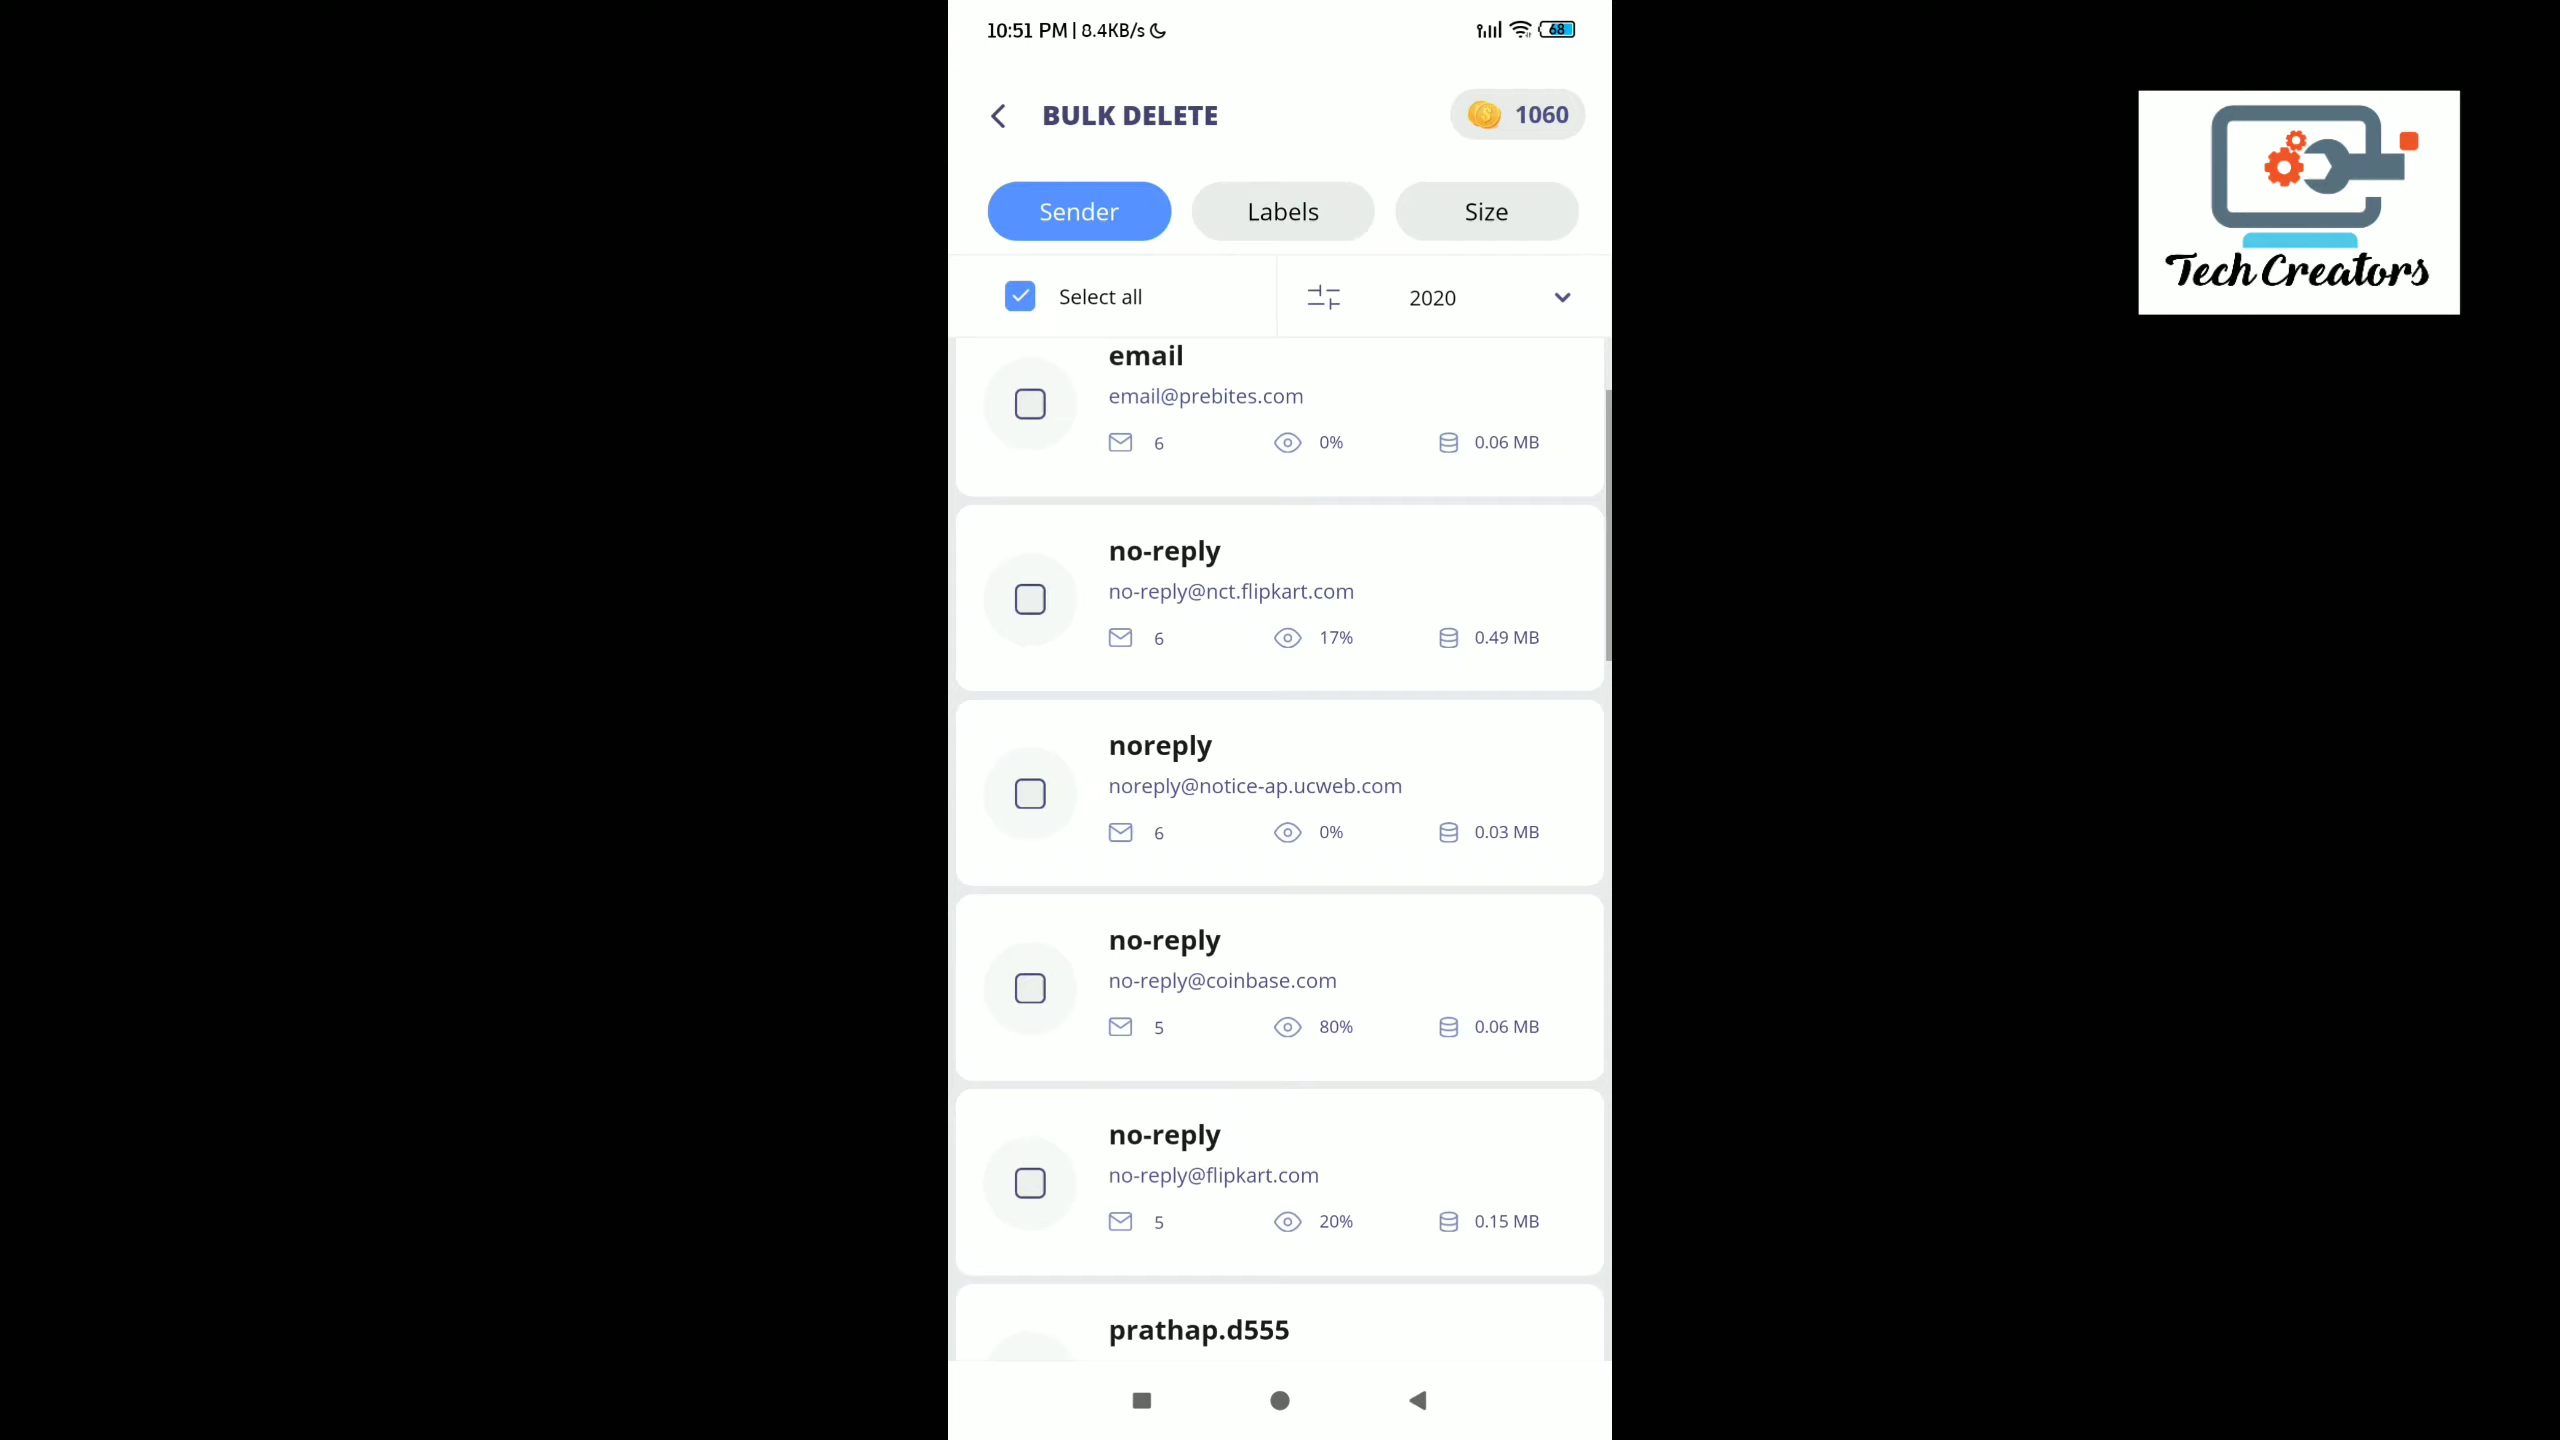 10:51 PM | 8.4KB/s
68
BULK DELETE
1060
Sender
Labels
Size
Select all
2020
email
email@prebites.com
6
0%
0.06 MB
no-reply
no-reply@nct.flipkart.com
6
17%
0.49 MB
noreply
noreply@notice-ap.ucweb.com
6
0%
0.03 MB
no-reply
no-reply@coinbase.com
5
80%
0.06 MB
no-reply
no-reply@flipkart.com
5
20%
0.15 MB
prathap.d555
Tech Creators